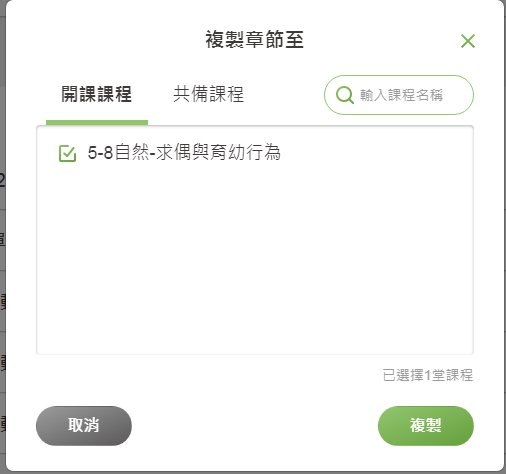 複製章節至
開課課程
共備課程
輸入課程名稱
5-8自然-求偶與育幼行為
已選擇1堂課程
取消
複製